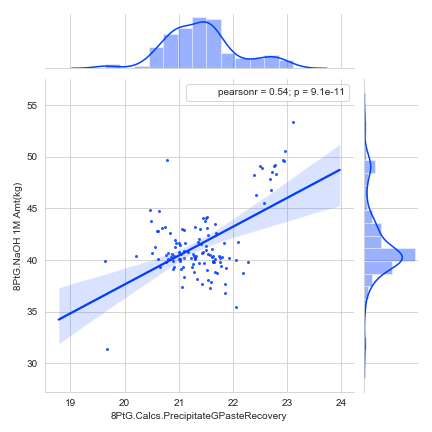 pearsonr = 0.54; p = 9.1e-11
55
50
45
40
35
30
8Ptg.NaOH 1M Amt(kg)
19 20 21 22 23 24
8PtG.Calcs.PrecipitateGPasteRecovery